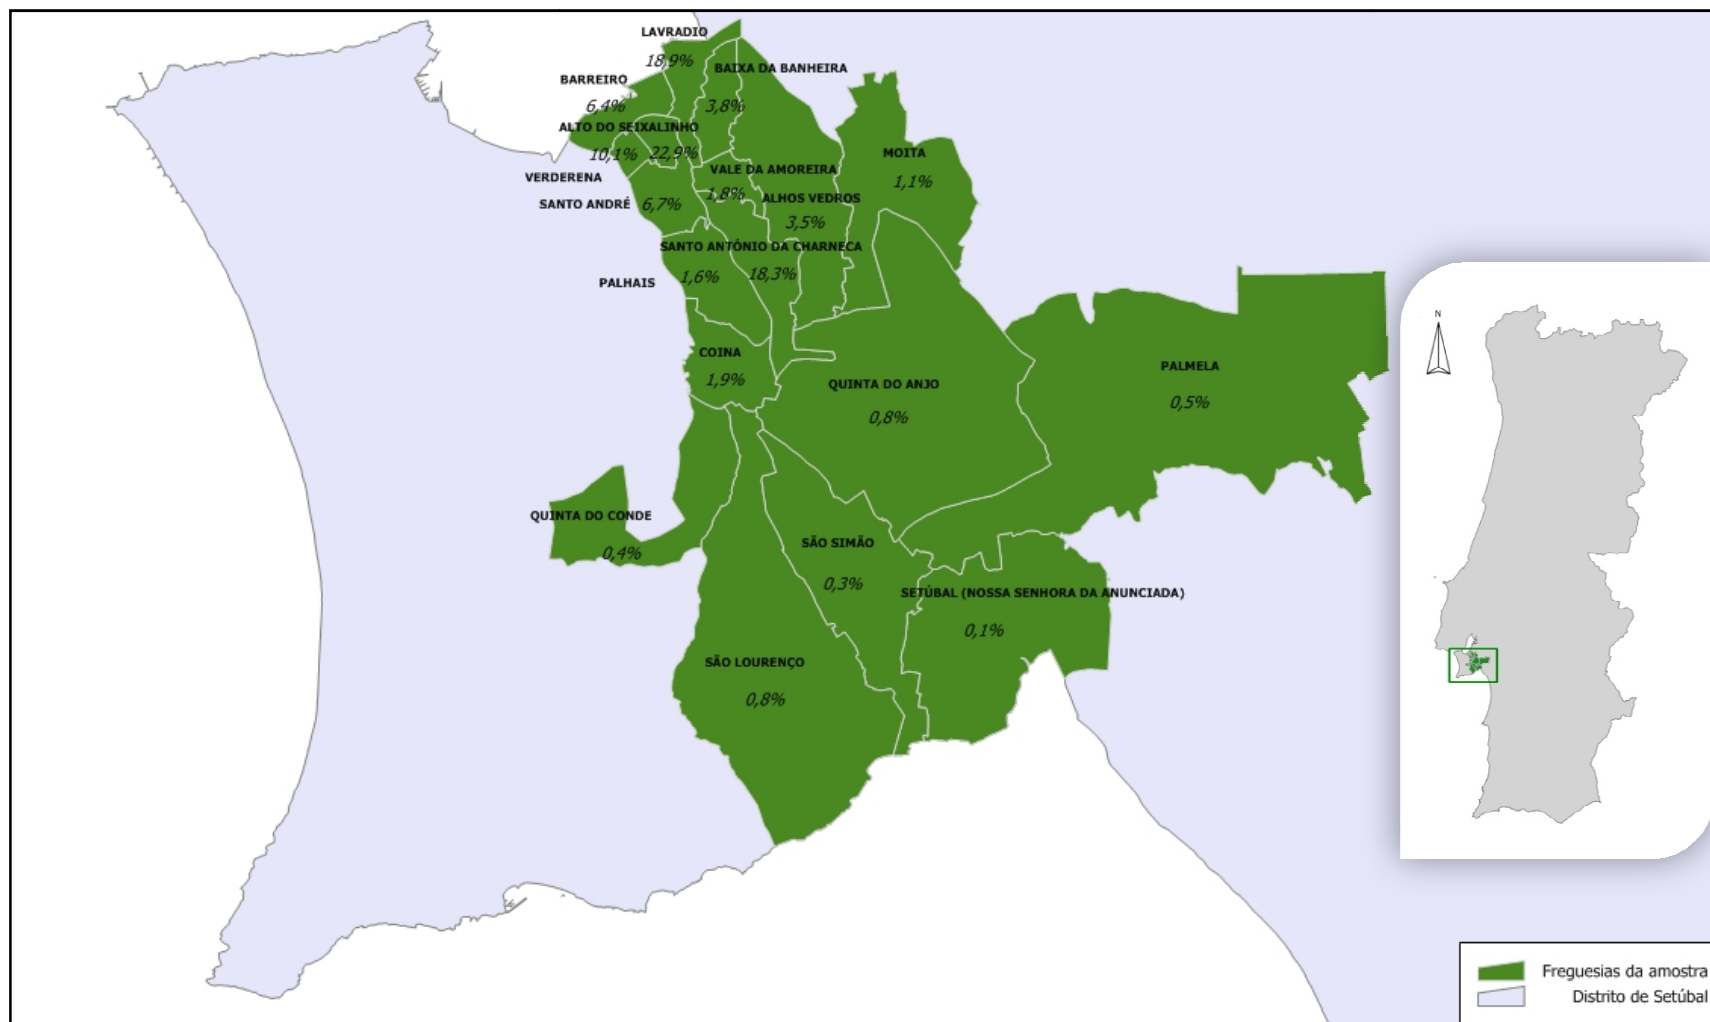 LAVRADIO
18,9%
BAIXA DA BANHEIRA
3,8%
BARREIRO
6,4%
ALTO DO SEIXALINHO
10,1%
22,9%
VERDERENA
MOITA
1,1%
VALE DA AMOREIRA
1,8%
ALHOS VEDROS
3,5%
SANTO ANDRÉ
6,7%
SANTO ANTÓNIO DA CHARNECA
18,3%
PALHAIS
1,6%
COINA
1,9%
QUINTA DO ANJO
0,8%
PALMELA
0,5%
QUINTA DO CONDE
0,4%
SÃO SIMÃO
0,3%
SETÚBAL (NOSSA SENHORA DA ANUNCIADA)
0,1%
SÃO LOURENÇO
0,8%
N
Freguesias da amostra
Distrito de Setúbal